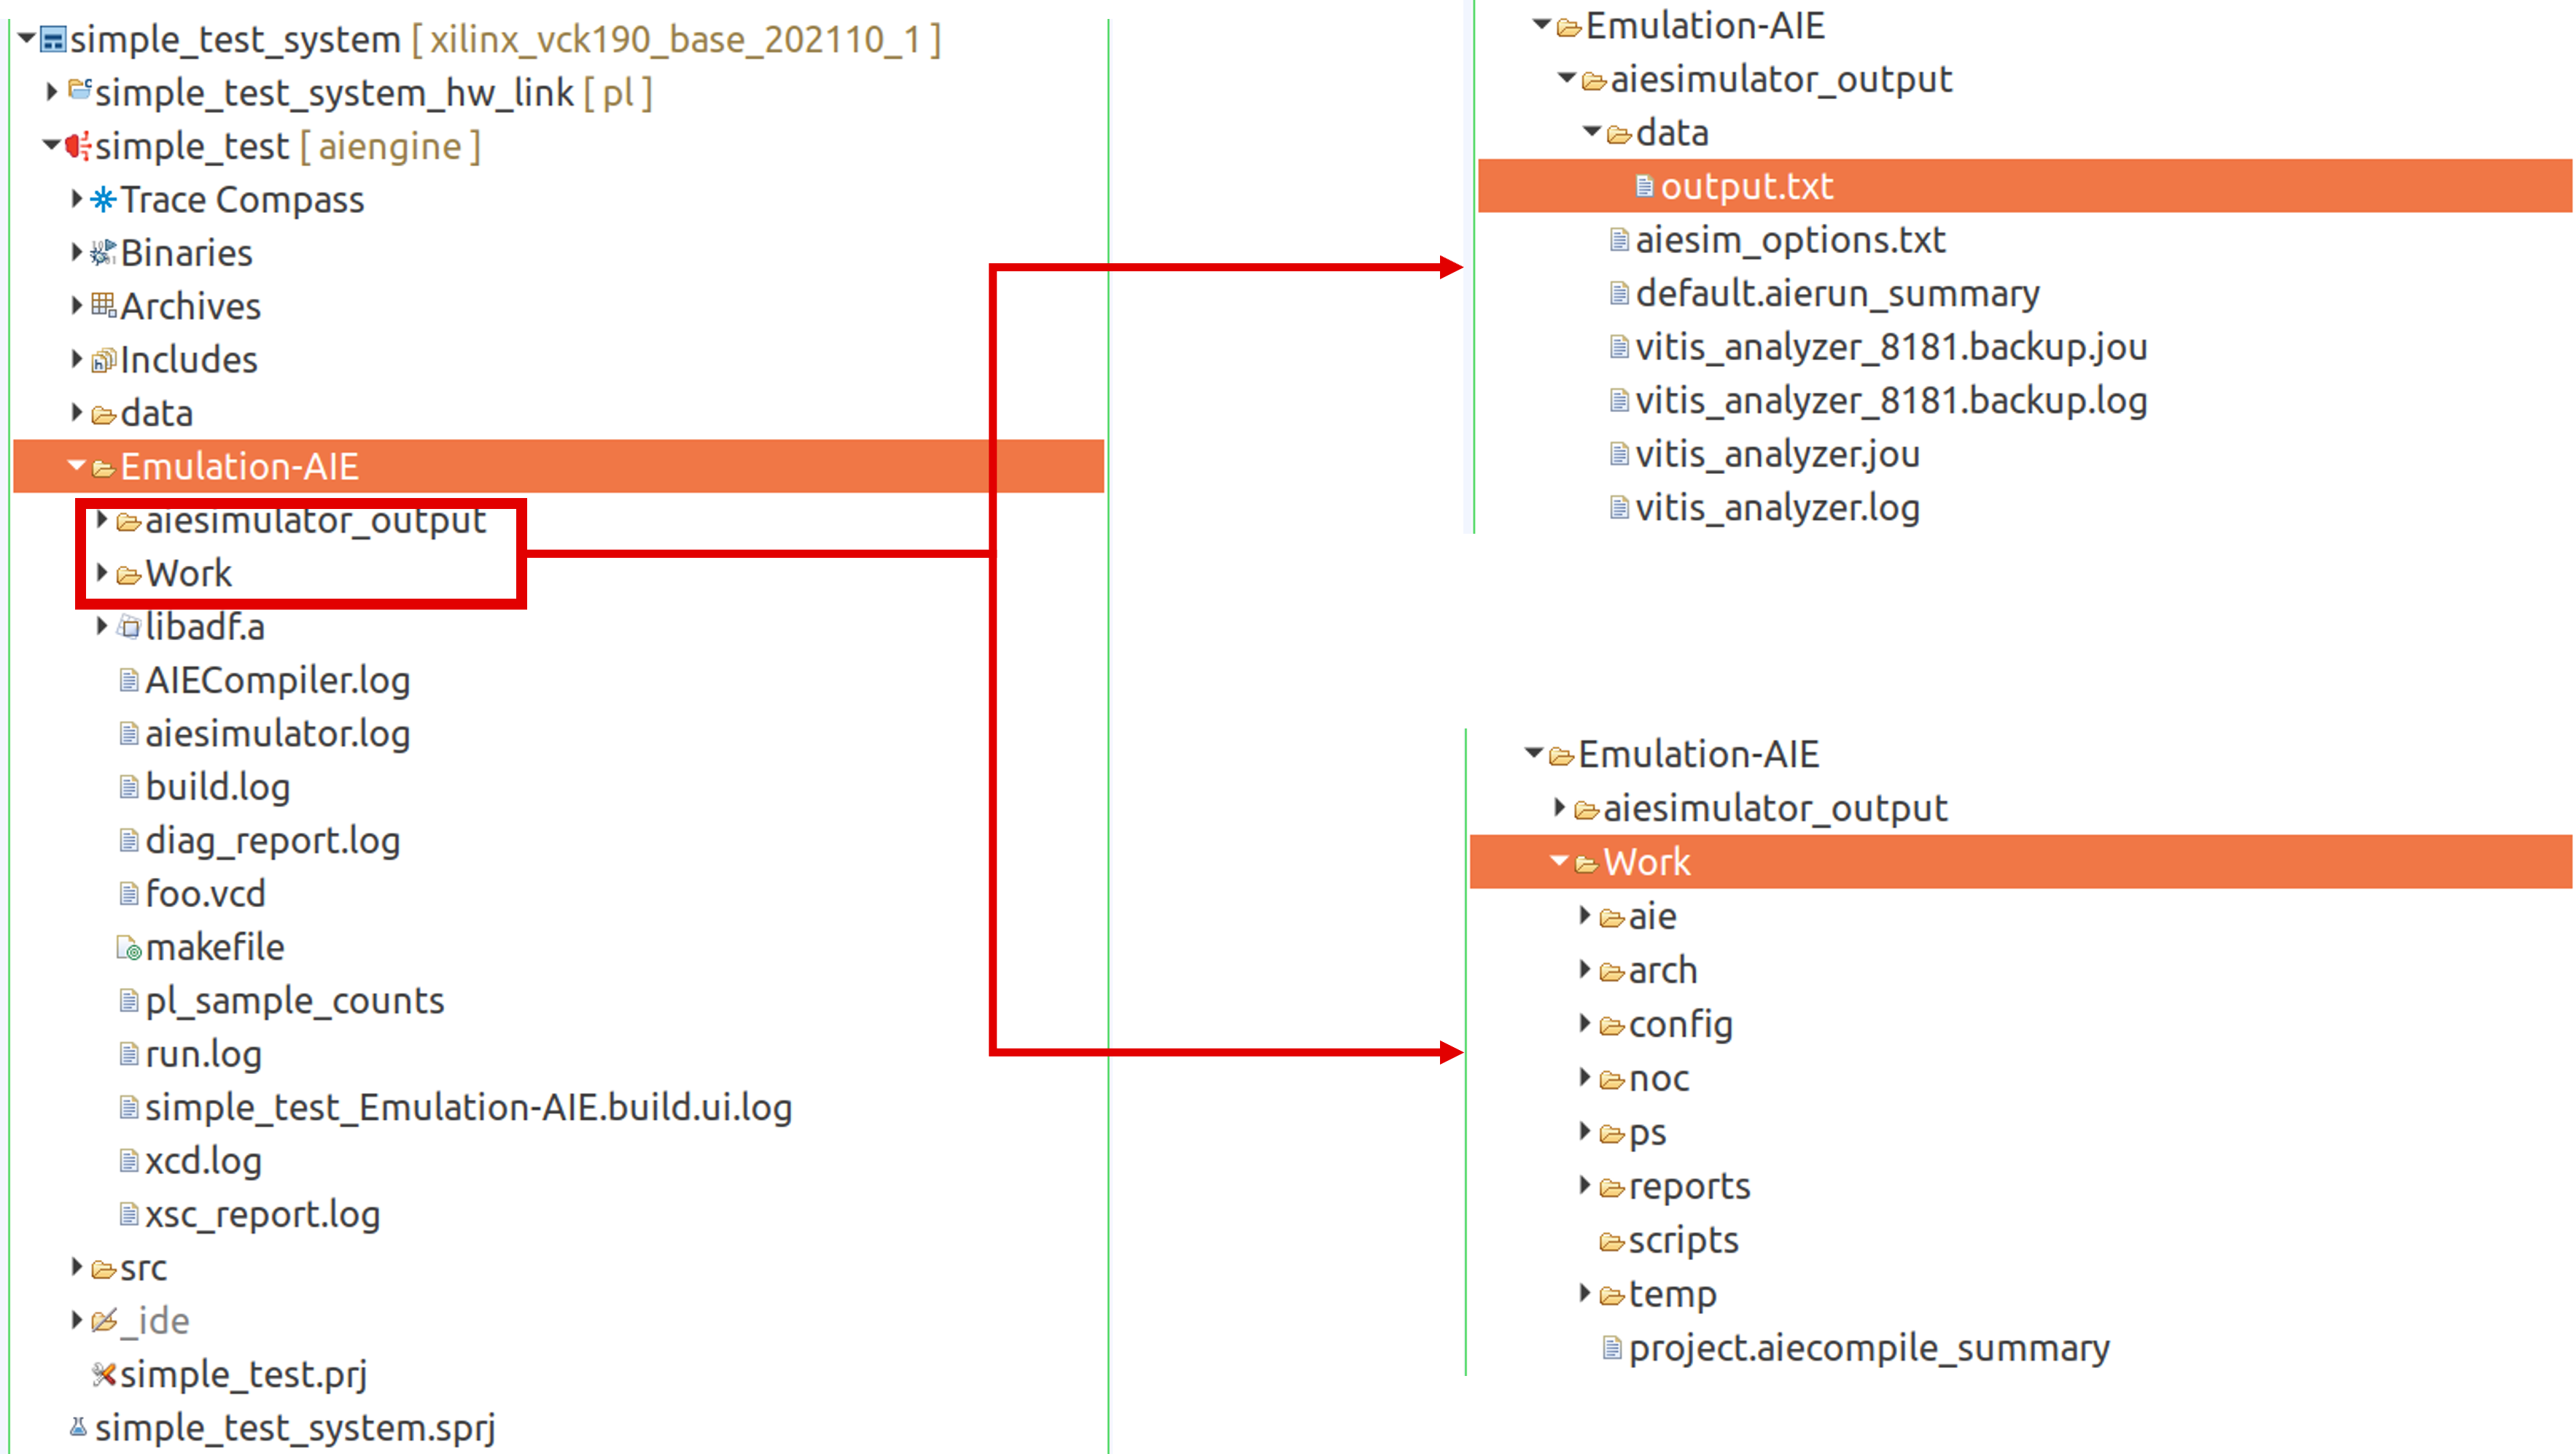 simple_test_system [ xilinx_vck190_base_202110_1 ]
simple_test_system_hw_link [ pl ]
simple_test [ aiengine ]
Trace Compass
Binaries
Archives
Includes
data
Emulation-AIE
aiesimulator_output
Work
libadf.a
AIECompiler.log
aiesimulator.log
build.log
diag_report.log
foo.vcd
makefile
pl_sample_counts
run.log
simple_test_Emulation-AIE.build.ui.log
xcd.log
xsc_report.log
src
_ide
simple_test.prj
simple_test_system.sprj
Emulation-AIE
aiesimulator_output
data
output.txt
aiesim_options.txt
default.aierun_summary
vitis_analyzer_8181.backup.jou
vitis_analyzer_8181.backup.log
vitis_analyzer.jou
vitis_analyzer.log
Emulation-AIE
aiesimulator_output
Work
aie
arch
config
noc
ps
reports
scripts
temp
project.aiecompile_summary